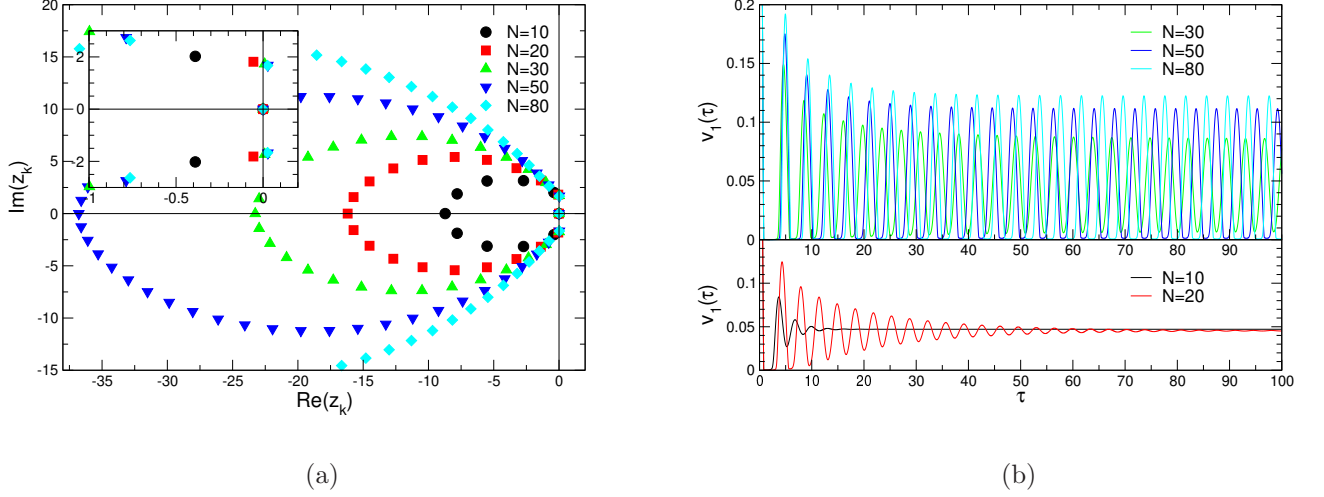 20
15
10
5
0
-5
-10
-15
-35
-30
-25
-20
-15
-10
-5
0
Im(z_k)
Re(z_k)
2
0
-2
-1
-0.5
0
N=10
N=20
N=30
N=50
N=80
(a)
0.2
0.15
0.1
0.05
0
v_1(τ)
10 20 30 40 50 60 70 80 90
N=30
N=50
N=80
0.1
0.05
0
v_1(τ)
N=10
N=20
0 10 20 30 40 50 60 70 80 90 100
τ
(b)